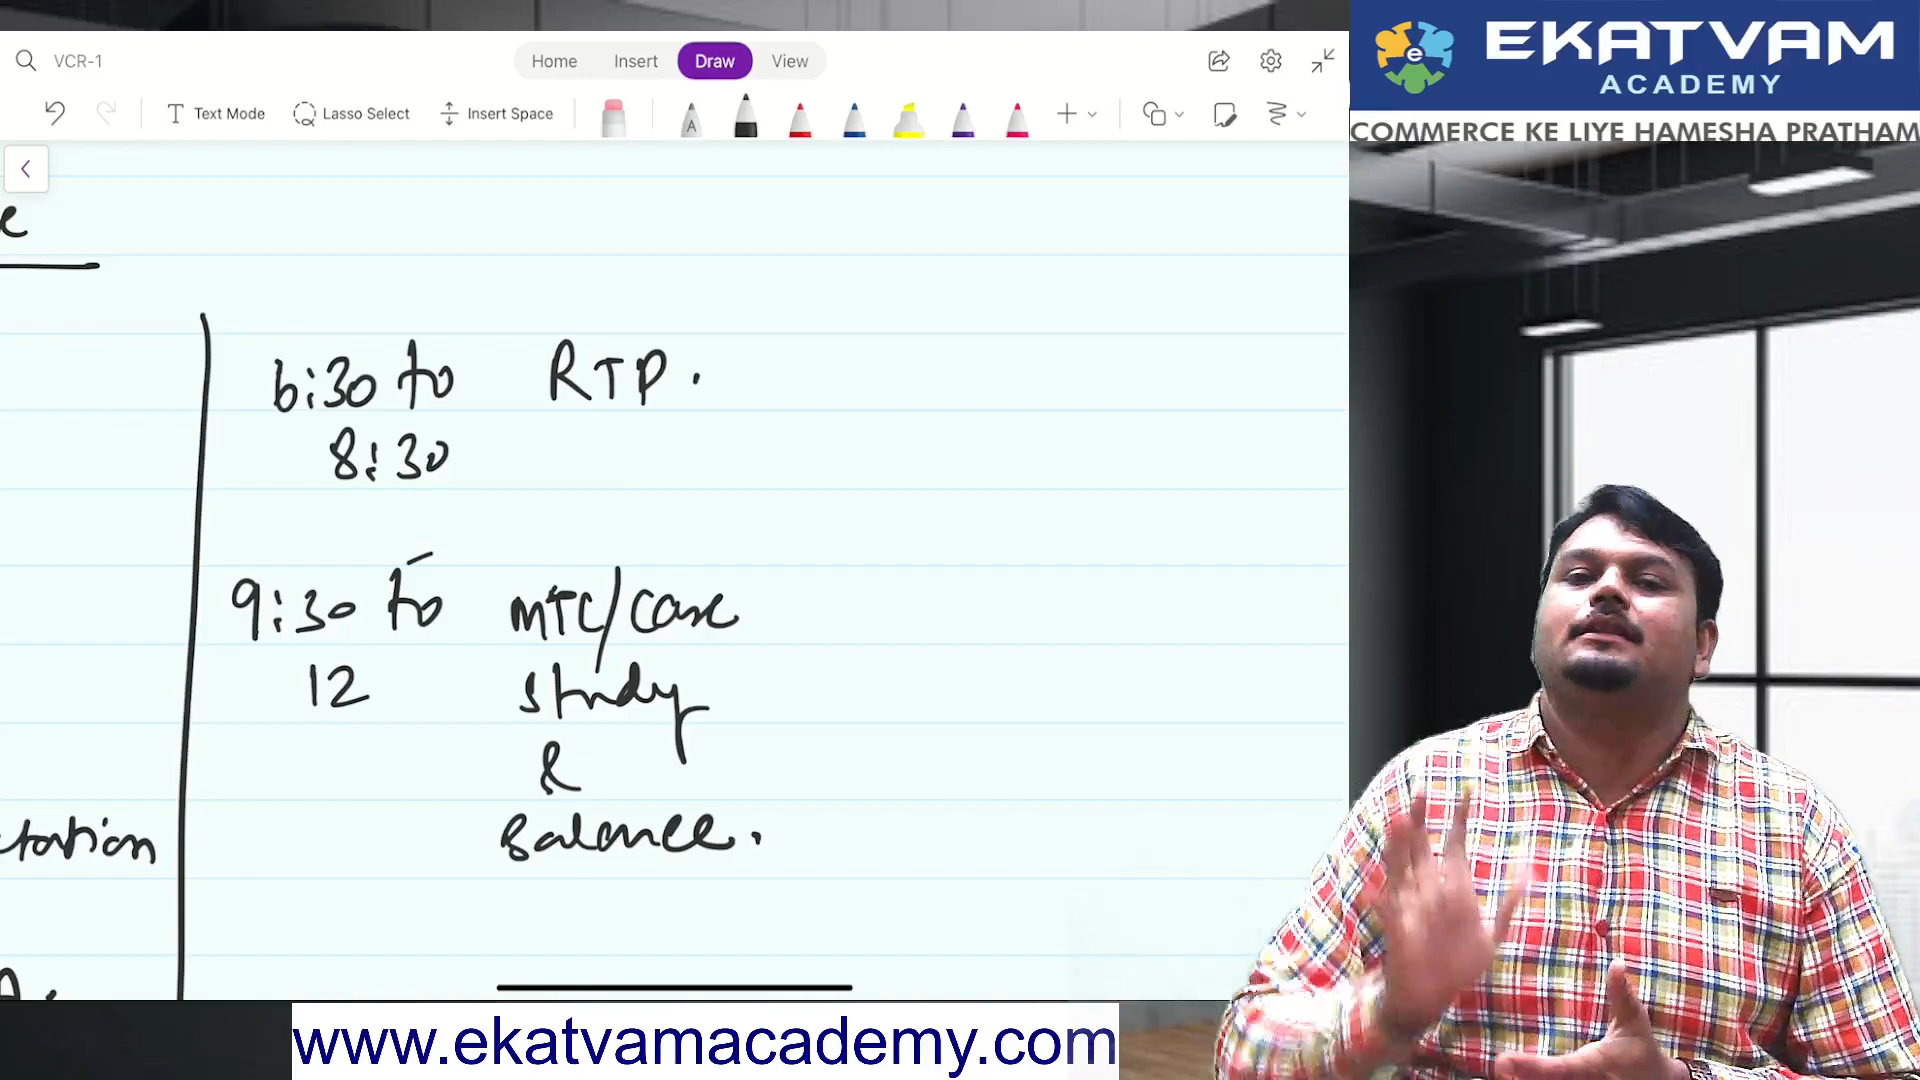 VCR-1
Home Insert Draw View
Text Mode Lasso Select Insert Space
A
e
EKATVAM
ACADEMY
COMMERCE KE LIYE HAMESHA PRATHAM
e
6:30 to RTP.
8:30
9:30 to MTC/Case
12 study
&
Balance.
tation
www.ekatvamacademy.com